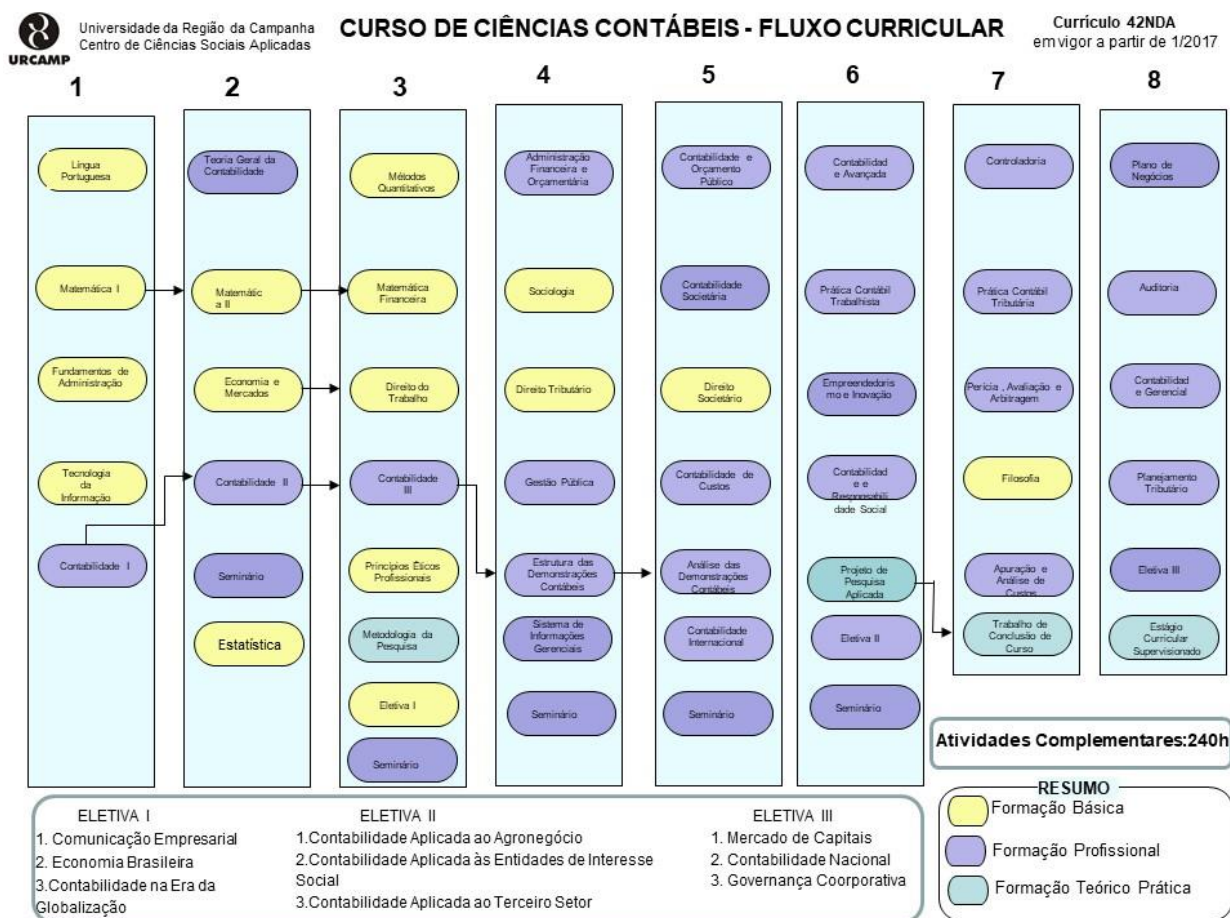 URCAMP
Universidade da Região da Campanha
Centro de Ciências Sociais Aplicadas
CURSO DE CIÊNCIAS CONTÁBEIS - FLUXO CURRICULAR
Currículo 42NDA
em vigor a partir de 1/2017
1
Língua
Portuguesa
Matemática I
Fundamentos de
Administração
Tecnologia
da
Informação
Contabilidade I
2
Teoria Geral da
Contabilidade
Matemátic
a II
Economia e
Mercados
Contabilidade II
Seminário
Estatística
3
Métodos
Quantitativos
Matemática
Financeira
Direito do
Trabalho
Contabilidade
III
Princípios Éticos
Profissionais
Metodologia da
Pesquisa
Eletiva I
Seminário
4
Administração
Financeira e
Orçamentária
Sociologia
Direito Tributário
Gestão Pública
Estrutura das
Demonstrações
Contábeis
Sistema de
Informações
Gerenciais
Seminário
5
Contabilidade e
Orçamento
Público
Contabilidade
Societária
Direito
Societário
Contabilidade de
Custos
Análise das
Demonstrações
Contábeis
Contabilidade
Internacional
Seminário
6
Contabilidad
e Avançada
Prática Contábil
Trabalhista
Empreendedoris
mo e Inovação
Contabilidad
e e
Responsabili
dade Social
Projeto de
Pesquisa
Aplicada
Eletiva II
Seminário
7
Controladoria
Prática Contábil
Tributária
Perícia , Avaliação e
Arbitragem
Filosofia
Apuração e
Análise de
Custos
Trabalho de
Conclusão de
Curso
8
Plano de
Negócios
Auditoria
Contabilidad
e Gerencial
Planejamento
Tributário
Eletiva III
Estágio
Curricular
Supervisionado
Atividades Complementares:240h
ELETIVA I
1. Comunicação Empresarial
2. Economia Brasileira
3.Contabilidade na Era da
Globalização
ELETIVA II
1.Contabilidade Aplicada ao Agronegócio
2.Contabilidade Aplicada às Entidades de Interesse
Social
3.Contabilidade Aplicada ao Terceiro Setor
ELETIVA III
1. Mercado de Capitais
2. Contabilidade Nacional
3. Governança Coorporativa
RESUMO
Formação Básica
Formação Profissional
Formação Teórico Prática